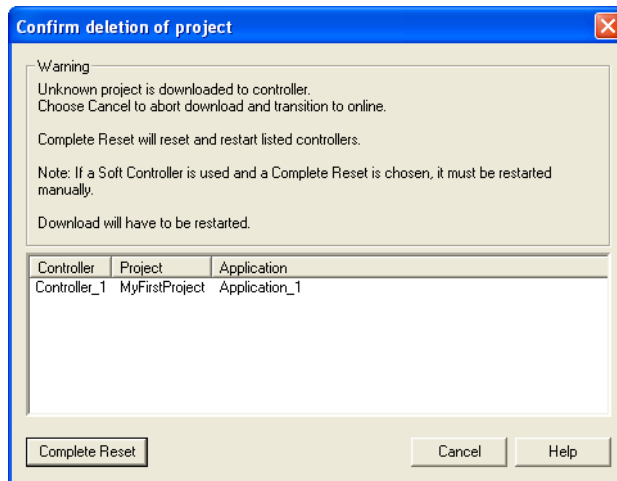 Confirm deletion of project
Warning
Unknown project is downloaded to controller.
Choose Cancel to abort download and transition to online.
Complete Reset will reset and restart listed controllers.
Note: If a Soft Controller is used and a Complete Reset is chosen, it must be restarted
manually.
Download will have to be restarted.
Controller Project Application
Controller_1 MyFirstProject Application_1
Complete Reset Cancel Help